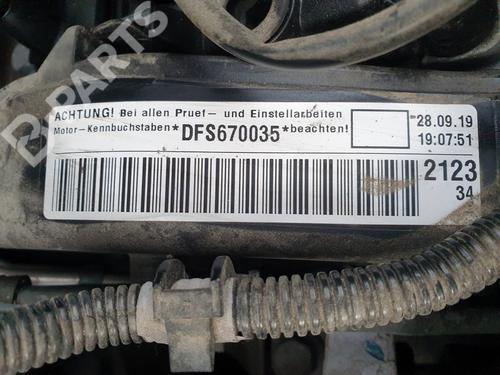 B-PARTS
ACHTUNG! Bei allen Pruef- und Einstellarbeiten
Motor-Kennbuchstaben*DFS670035*beachten!
28.09.19
19:07:51
2123
34